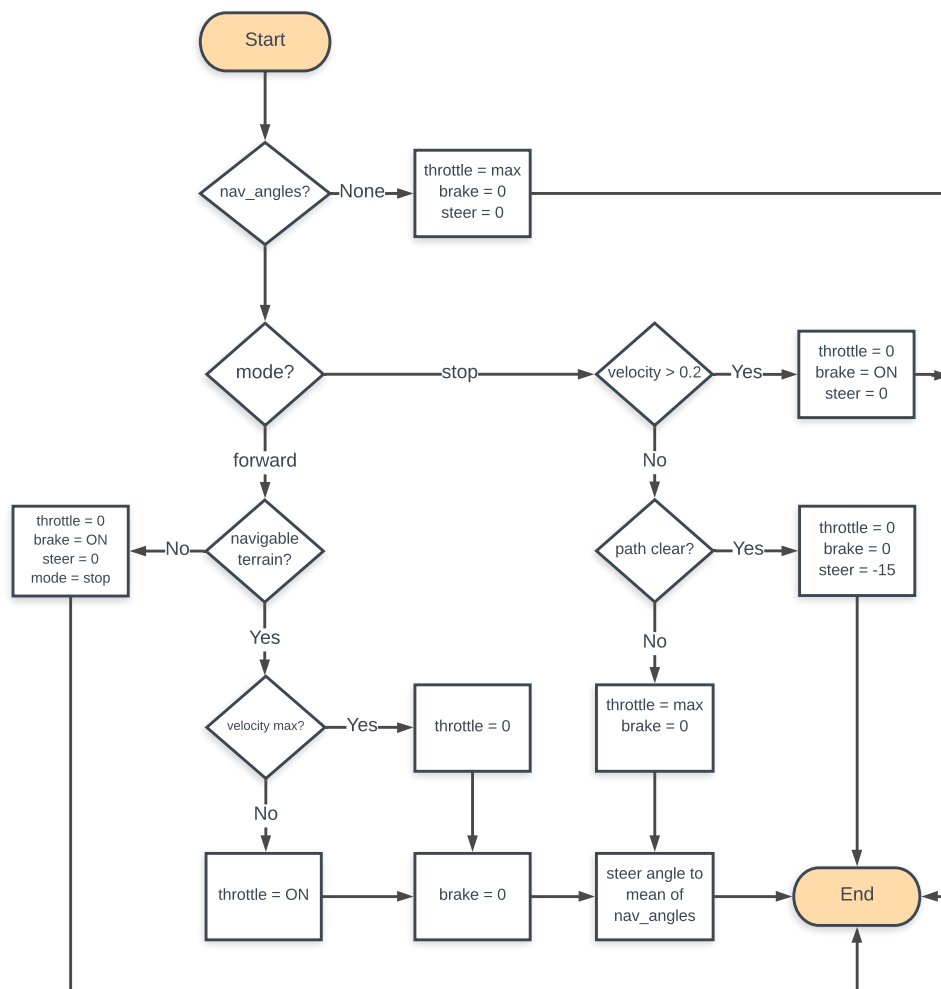 Start
nav_angles?
None
throttle = max
brake = 0
steer = 0
mode?
stop
velocity > 0.2
Yes
throttle = 0
brake = ON
steer = 0
forward
No
throttle = 0
brake = ON
steer = 0
mode = stop
No
navigable
terrain?
path clear?
Yes
throttle = 0
brake = 0
steer = -15
Yes
No
velocity max?
Yes
throttle = 0
throttle = max
brake = 0
No
throttle = ON
brake = 0
steer angle to
mean of
nav_angles
End